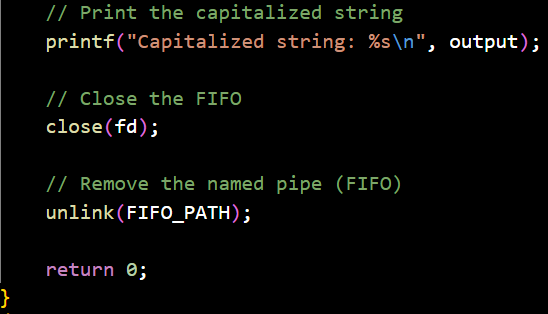 // Print the capitalized string
printf("Capitalized string: %s\n", output);
// Close the FIFO
close(fd);
// Remove the named pipe (FIFO)
unlink(FIFO_PATH);
return 0;
}